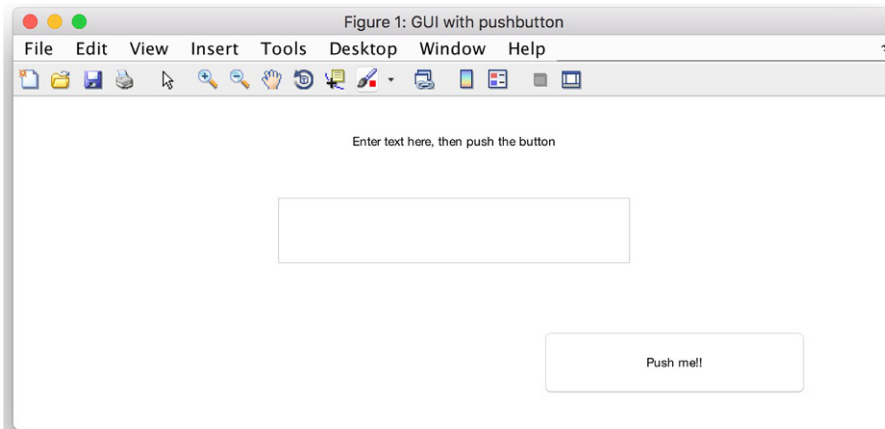 Figure 1: GUI with pushbutton
File Edit View Insert Tools Desktop Window Help
Enter text here, then push the button
Push me!!